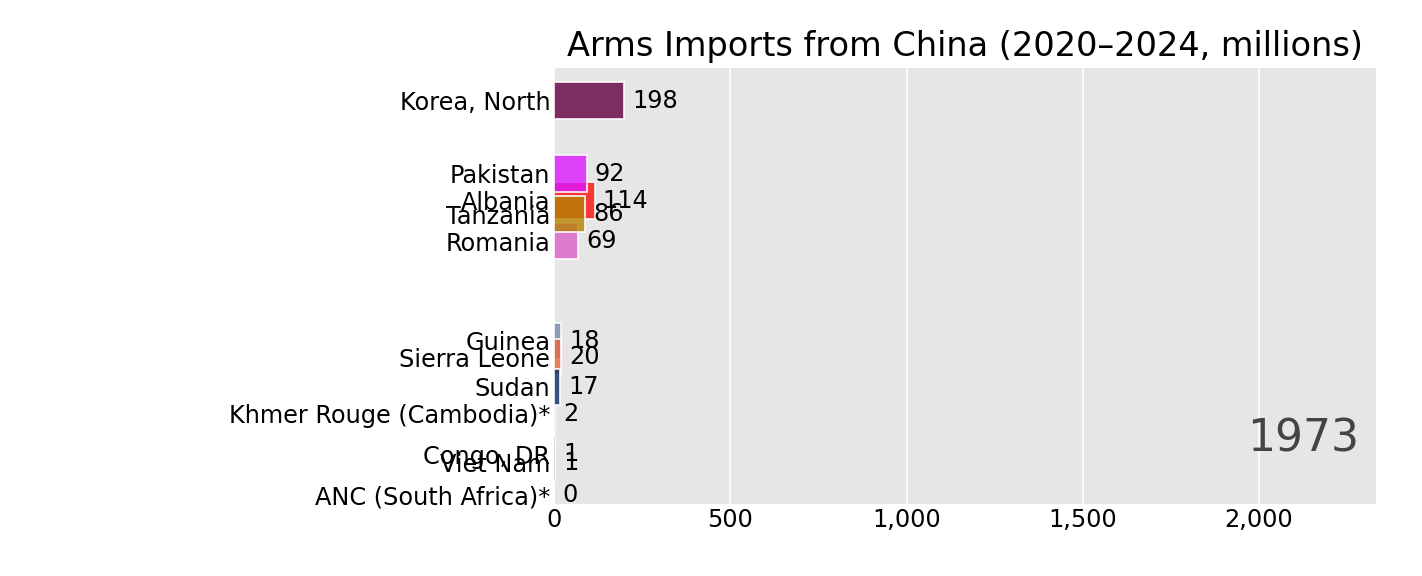 Arms Imports from China (2020–2024, millions)
Korea, North 198
Pakistan 92
Albania 114
Tanzania 86
Romania 69
Guinea 18
Sierra Leone 20
Sudan 17
Khmer Rouge (Cambodia)* 2
1973
Congo, DR 1
Viet Nam 1
ANC (South Africa)* 0
0 500 1,000 1,500 2,000